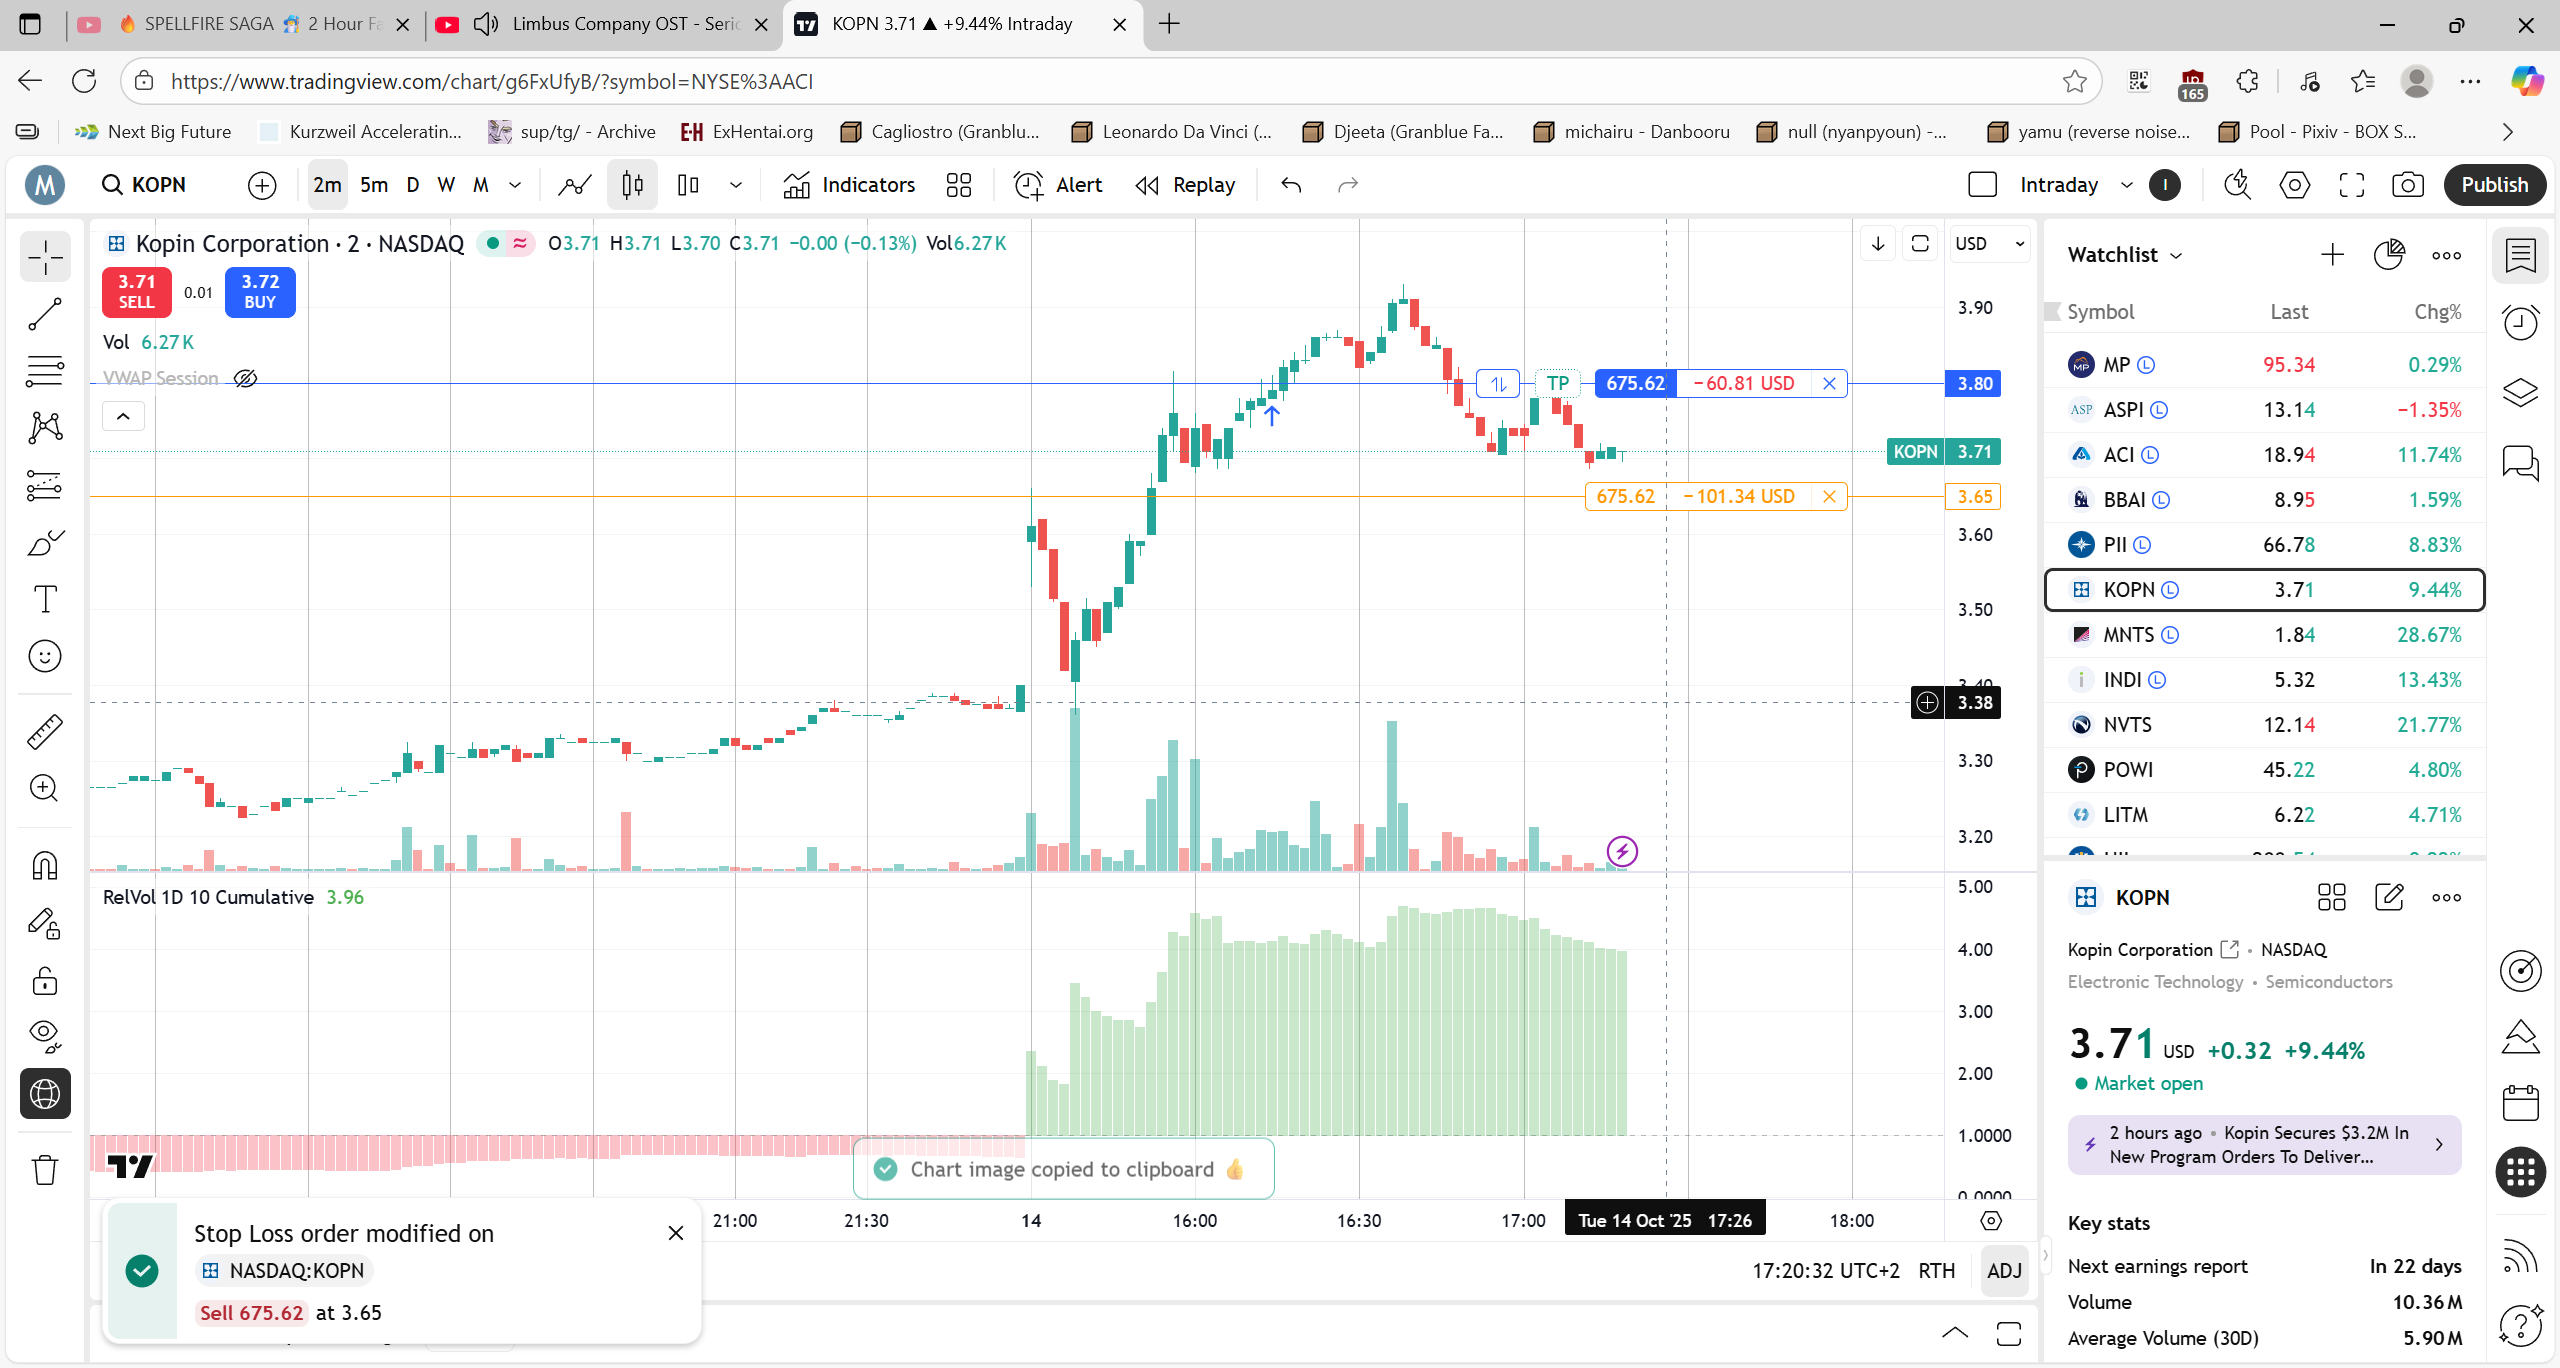 🔥 SPELLFIRE SAGA 🧙 2 Hour Fa
Limbus Company OST - Seric
KOPN 3.71 ▲ +9.44% Intraday
https://www.tradingview.com/chart/g6FxUfyB/?symbol=NYSE%3AACI
165
Next Big Future
Kurzweil Acceleratin...
sup/tg/ - Archive
E-H ExHentai.org
Cagliostro (Granblu...
Leonardo Da Vinci (...
Djeeta (Granblue Fa...
michairu - Danbooru
null (nyanpyoun) -...
yamu (reverse noise...
Pool - Pixiv - BOX S...
M
KOPN
2m 5m D W M
Indicators
Alert
Replay
Intraday
I
Publish
Kopin Corporation · 2 · NASDAQ
O3.71 H3.71 L3.70 C3.71 −0.00 (−0.13%) Vol6.27 K
3.71 SELL
0.01
3.72 BUY
Vol 6.27 K
VWAP Session
USD
3.90
TP
675.62 −60.81 USD
3.80
KOPN 3.71
675.62 −101.34 USD
3.65
3.60
3.50
3.40
3.38
3.30
3.20
RelVol 1D 10 Cumulative 3.96
5.00
4.00
3.00
2.00
1.0000
0.0000
Chart image copied to clipboard 👍
21:00 21:30 14 16:00 16:30 17:00 Tue 14 Oct '25 17:26 18:00
17:20:32 UTC+2 RTH ADJ
Stop Loss order modified on
NASDAQ:KOPN
Sell 675.62 at 3.65
Watchlist
Symbol Last Chg%
MP L 95.34 0.29%
ASP ASPI L 13.14 −1.35%
ACI L 18.94 11.74%
BBAI L 8.95 1.59%
PII L 66.78 8.83%
KOPN L 3.71 9.44%
MNTS L 1.84 28.67%
INDI L 5.32 13.43%
NVTS 12.14 21.77%
POWI 45.22 4.80%
LITM 6.22 4.71%
KOPN
Kopin Corporation • NASDAQ
Electronic Technology • Semiconductors
3.71 USD +0.32 +9.44%
Market open
2 hours ago • Kopin Secures $3.2M In
New Program Orders To Deliver...
Key stats
Next earnings report In 22 days
Volume 10.36 M
Average Volume (30D) 5.90 M